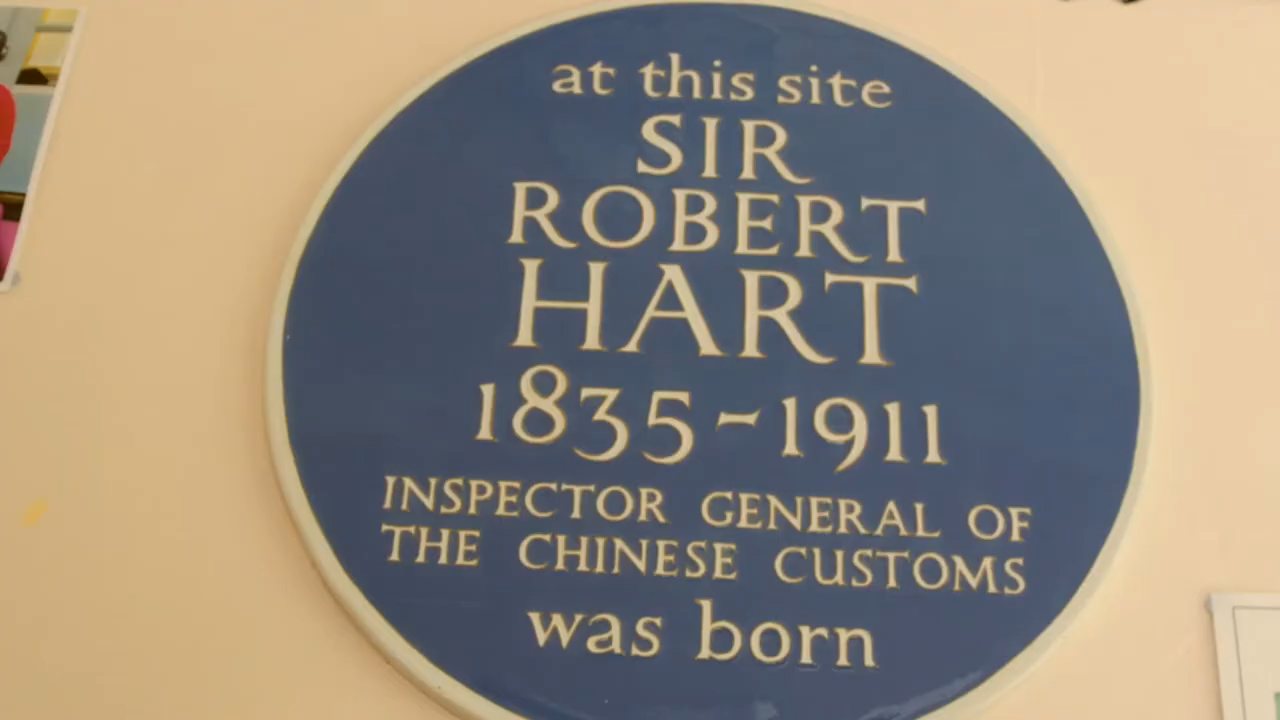 at this site
SIR
ROBERT
HART
1835-1911
INSPECTOR GENERAL OF
THE CHINESE CUSTOMS
was born